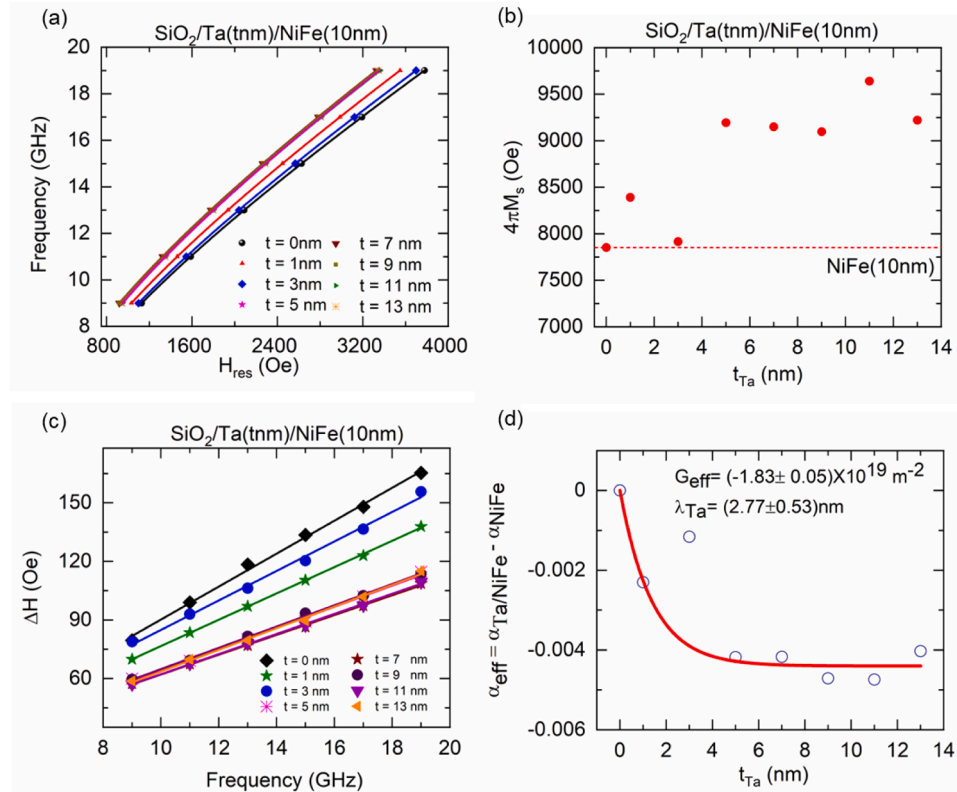 (a)
SiO₂/Ta(tnm)/NiFe(10nm)
Frequency (GHz)
20
18
16
14
12
10
8
t = 0nm
t = 1nm
t = 3nm
t = 5 nm
t = 7 nm
t = 9 nm
t = 11 nm
t = 13 nm
800 1600 2400 3200 4000
Hres (Oe)
(b)
SiO₂/Ta(tnm)/NiFe(10nm)
4πMs (Oe)
10000
9500
9000
8500
8000
7500
7000
NiFe(10nm)
0 2 4 6 8 10 12 14
tTa (nm)
(c)
SiO₂/Ta(tnm)/NiFe(10nm)
ΔH (Oe)
150
120
90
60
t = 0 nm
t = 1 nm
t = 3 nm
t = 5 nm
t = 7 nm
t = 9 nm
t = 11 nm
t = 13 nm
8 10 12 14 16 18 20
Frequency (GHz)
(d)
αeff = αTa/NiFe - αNiFe
0
-0.002
-0.004
-0.006
Geff= (-1.83± 0.05)X10¹⁹ m⁻²
λTa= (2.77±0.53)nm
0 2 4 6 8 10 12 14
tTa (nm)